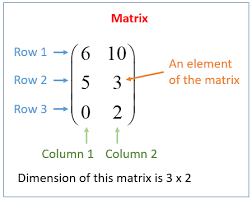 Matrix
Row 1 6 10
An element
of the matrix
Row 2 5 3
Row 3 0 2
Column 1 Column 2
Dimension of this matrix is 3 x 2